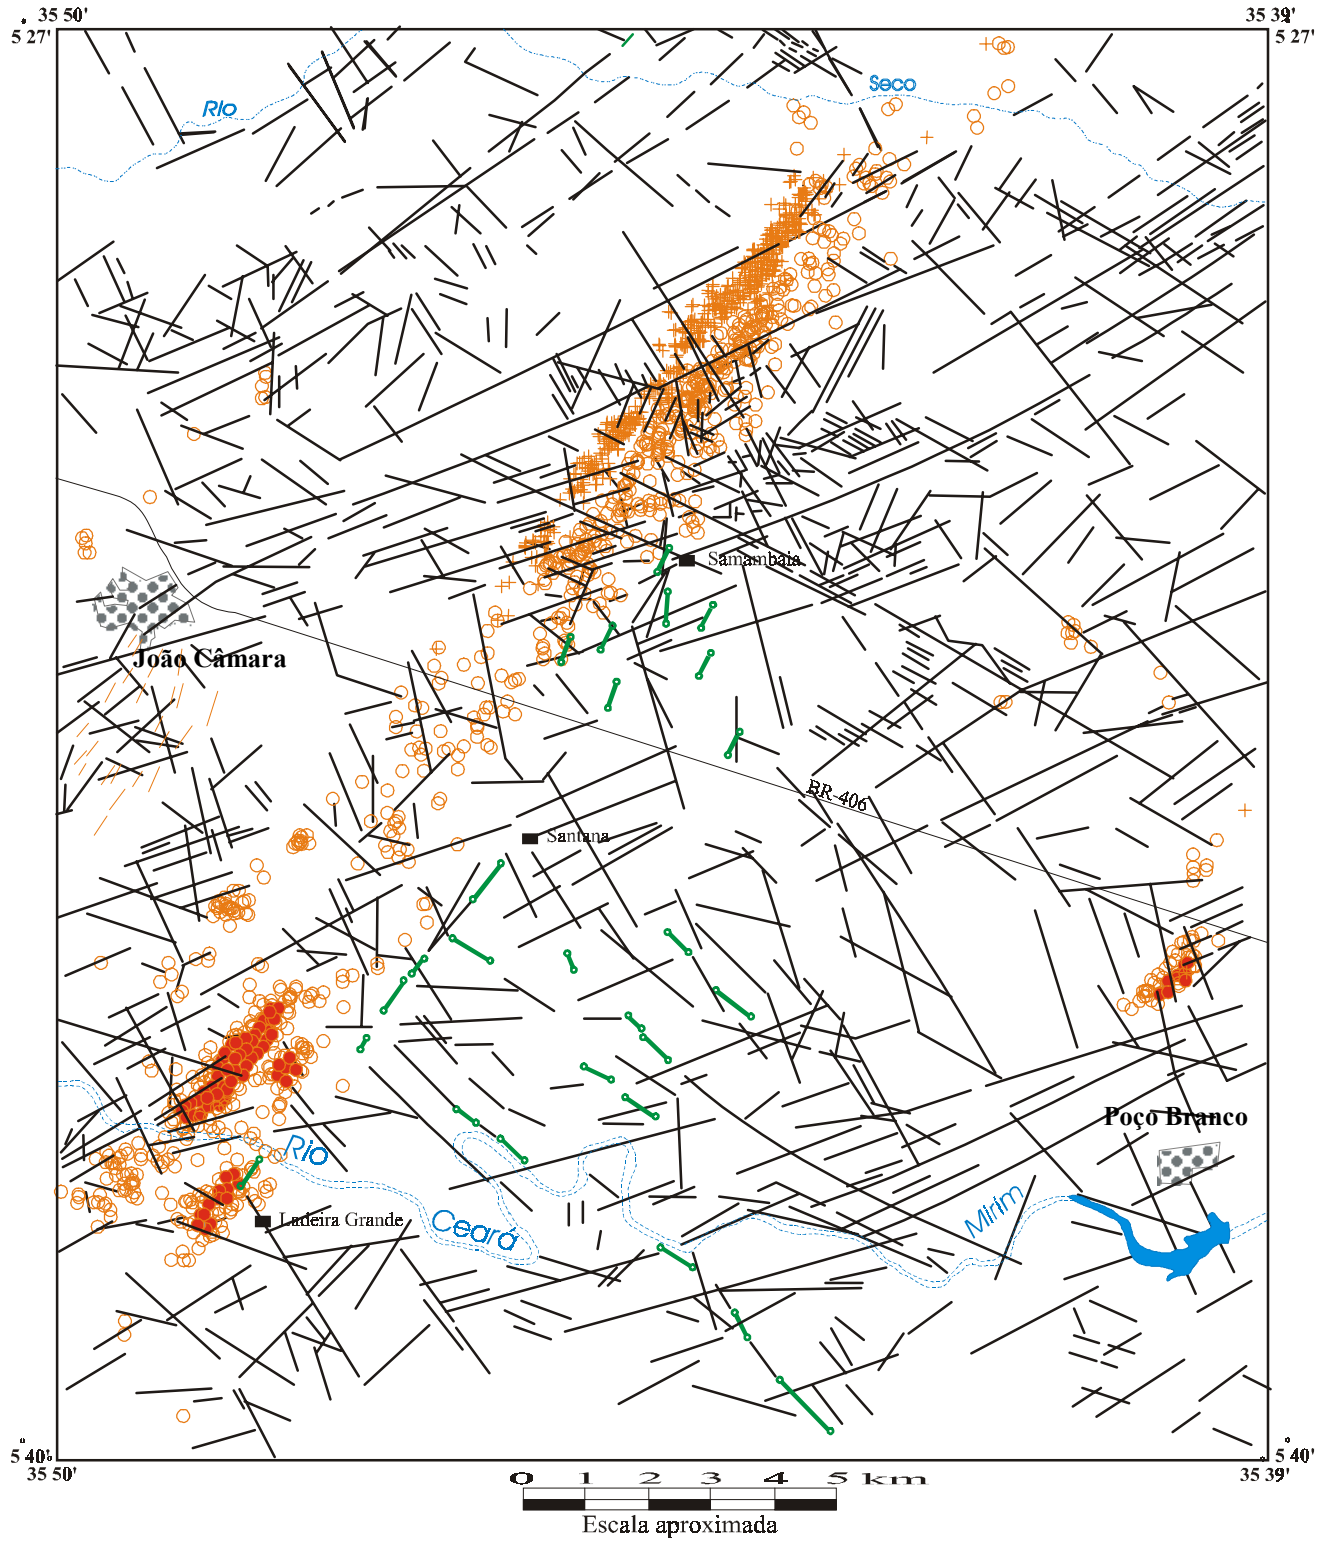 35 50'
35 39'
5 27'
5 27'
Seco
Rio
Samambaia
João Câmara
BR-406
Santana
Poço Branco
Rio
Mirim
Ladeira Grande
Ceará
5 40'
5 40'
35 50'
35 39'
0 1 2 3 4 5 km
Escala aproximada